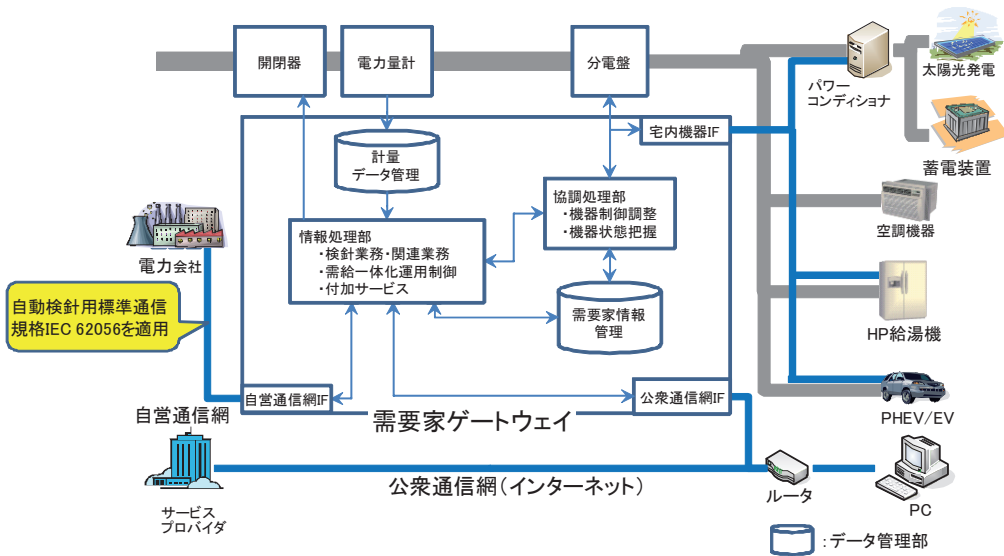 開閉器
電力量計
分電盤
パワー
コンディショナ
太陽光発電
蓄電装置
宅内機器IF
計量
データ管理
協調処理部
・機器制御調整
・機器状態把握
空調機器
電力会社
情報処理部
・検針業務・関連業務
・需給一体化運用制御
・付加サービス
自動検針用標準通信
規格IEC 62056を適用
需要家情報
管理
HP給湯機
自営通信網IF
公衆通信網IF
自営通信網
需要家ゲートウェイ
PHEV/EV
公衆通信網(インターネット)
ルータ
PC
サービス
プロバイダ
:データ管理部